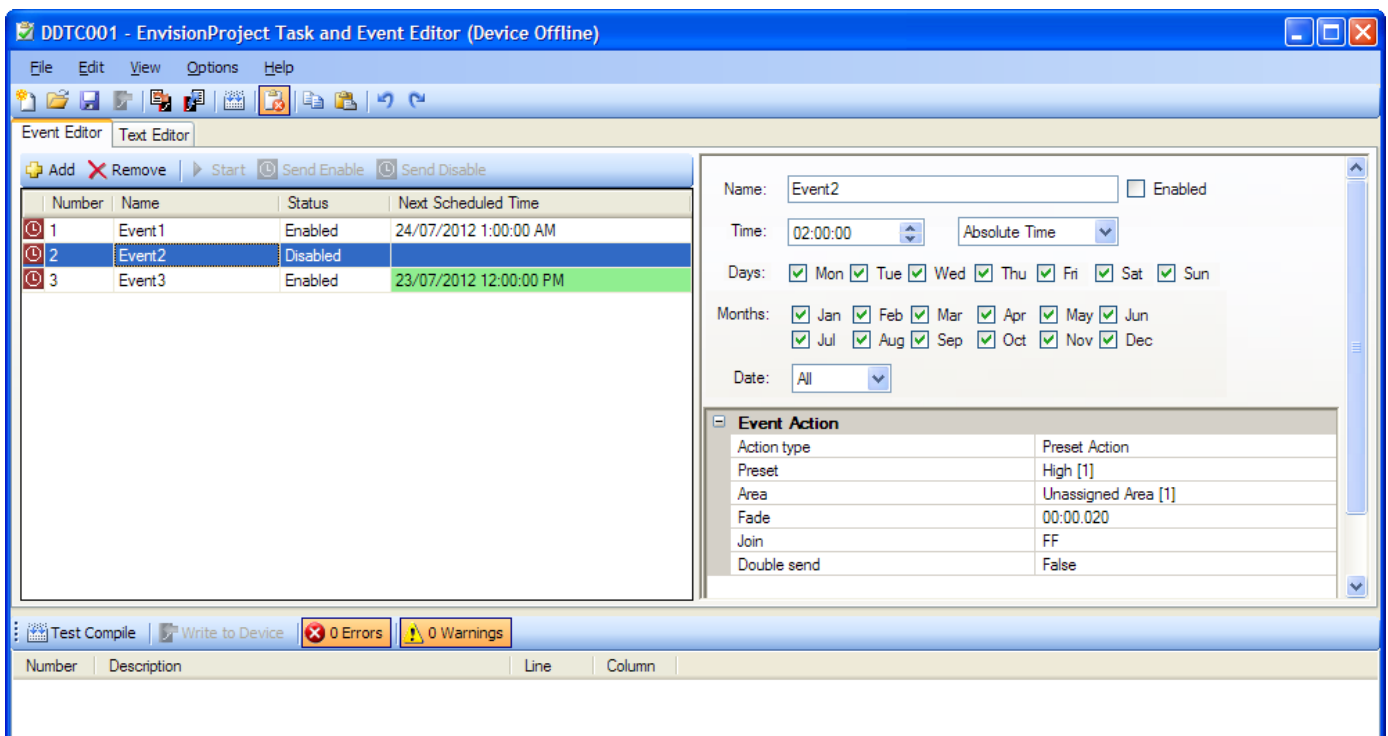 DDTC001 - EnvisionProject Task and Event Editor (Device Offline)
File Edit View Options Help
Event Editor Text Editor
Add Remove Start Send Enable Send Disable
Number Name Status Next Scheduled Time
1 Event1 Enabled 24/07/2012 1:00:00 AM
2 Event2 Disabled
3 Event3 Enabled 23/07/2012 12:00:00 PM
Name: Event2 Enabled
Time: 02:00:00 Absolute Time
Days: Mon Tue Wed Thu Fri Sat Sun
Months: Jan Feb Mar Apr May Jun
Jul Aug Sep Oct Nov Dec
Date: All
Event Action
Action type Preset Action
Preset High [1]
Area Unassigned Area [1]
Fade 00:00.020
Join FF
Double send False
Test Compile Write to Device 0 Errors 0 Warnings
Number Description Line Column